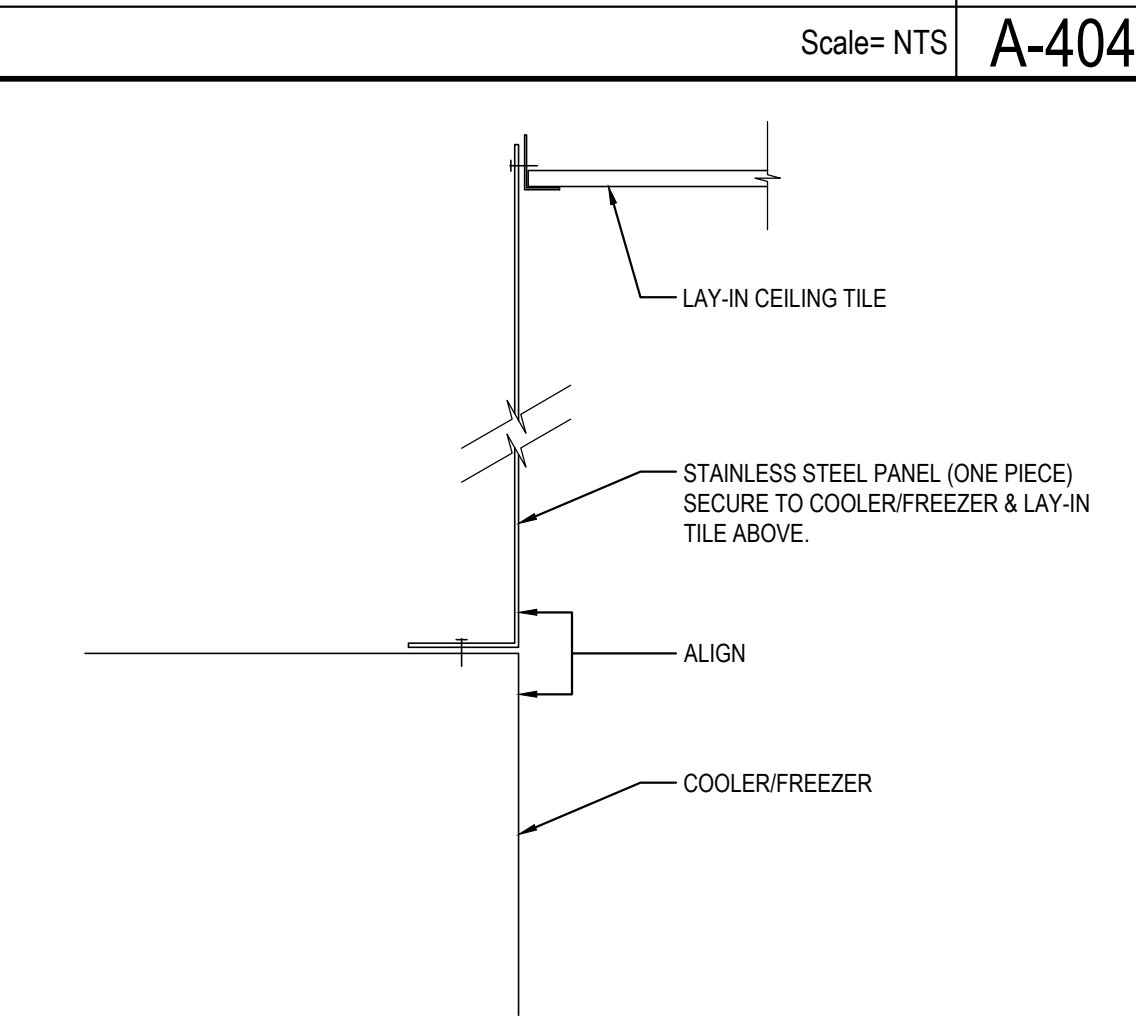 Scale= NTS
A-404
LAY-IN CEILING TILE
STAINLESS STEEL PANEL (ONE PIECE)
SECURE TO COOLER/FREEZER & LAY-IN
TILE ABOVE.
ALIGN
COOLER/FREEZER